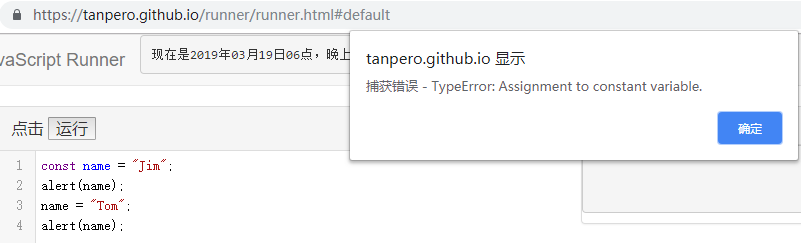 https://tanpero.github.io/runner/runner.html#default
vaScript Runner
现在是2019年03月19日06点，晚上
tanpero.github.io 显示
捕获错误 - TypeError: Assignment to constant variable.
确定
点击 运行
1 const name = "Jim";
2 alert(name);
3 name = "Tom";
4 alert(name);